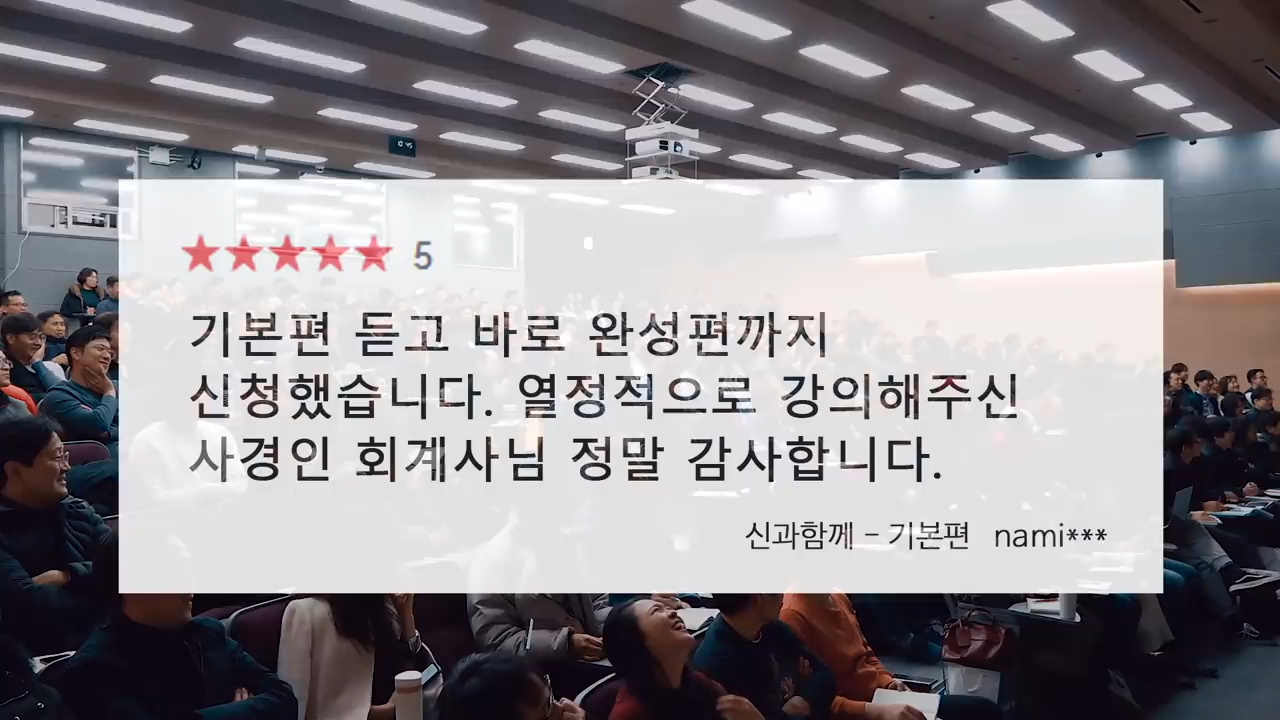 10:45
★★★★★ 5
기본편 듣고 바로 완성편까지
신청했습니다. 열정적으로 강의해주신
사경인 회계사님 정말 감사합니다.
신과함께 - 기본편 nami***